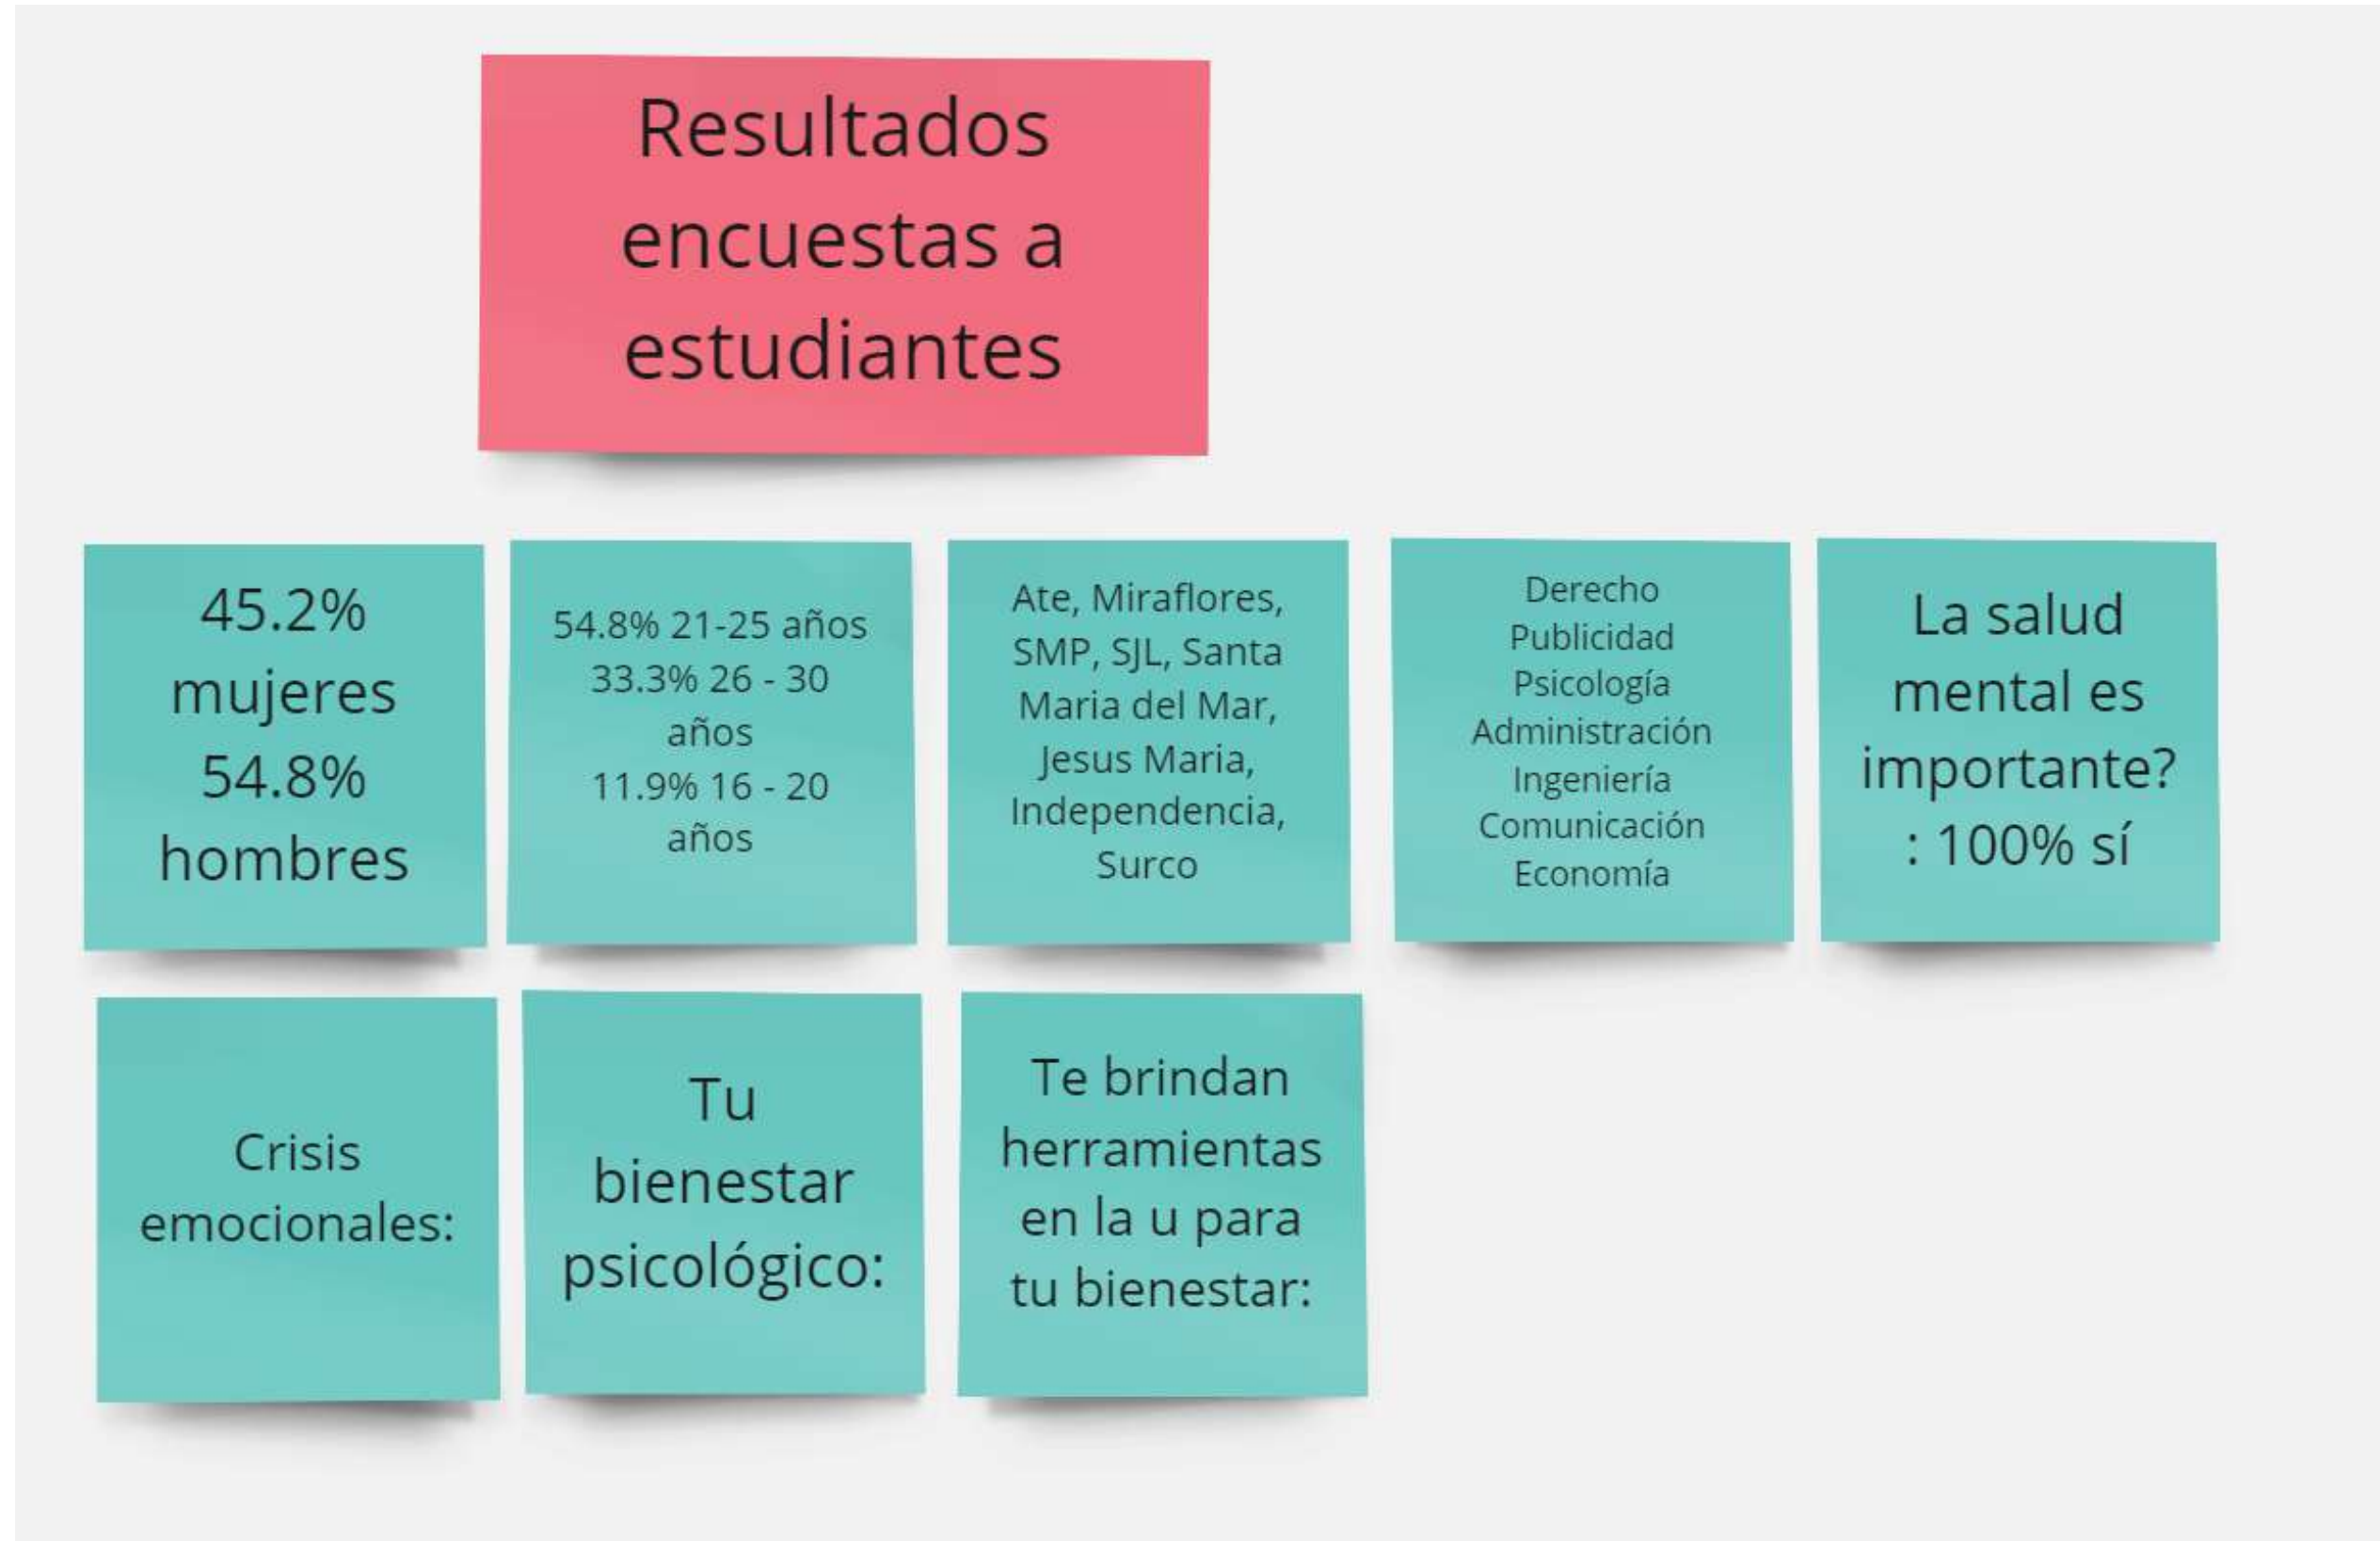 Resultados
encuestas a
estudiantes
45.2%
mujeres
54.8%
hombres
54.8% 21-25 años
33.3% 26 - 30
años
11.9% 16 - 20
años
Ate, Miraflores,
SMP, SJL, Santa
Maria del Mar,
Jesus Maria,
Independencia,
Surco
Derecho
Publicidad
Psicología
Administración
Ingeniería
Comunicación
Economía
La salud
mental es
importante?
: 100% sí
Crisis
emocionales:
Tu
bienestar
psicológico:
Te brindan
herramientas
en la u para
tu bienestar: